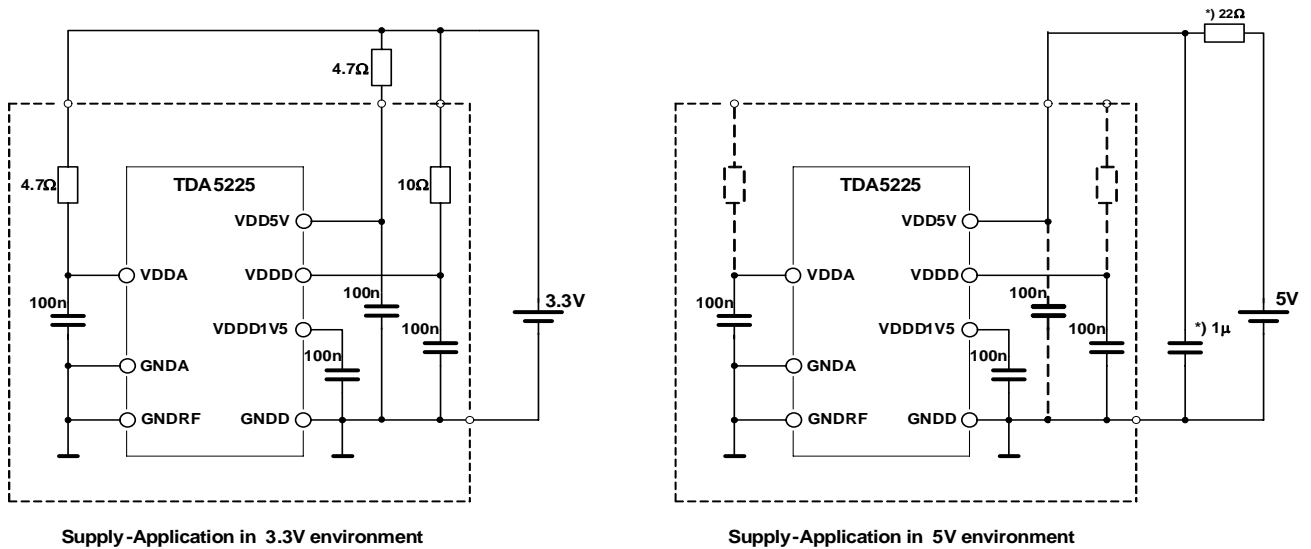 4.7Ω
4.7Ω
10Ω
TDA5225
VDD5V
VDDA
VDDD
100n
100n
3.3V
VDDD1V5
100n
100n
GNDA
GNDRF
GNDD
Supply-Application in 3.3V environment
*) 22Ω
TDA5225
VDD5V
VDDA
VDDD
100n
100n
5V
VDDD1V5
*) 1µ
100n
100n
GNDA
GNDRF
GNDD
Supply-Application in 5V environment